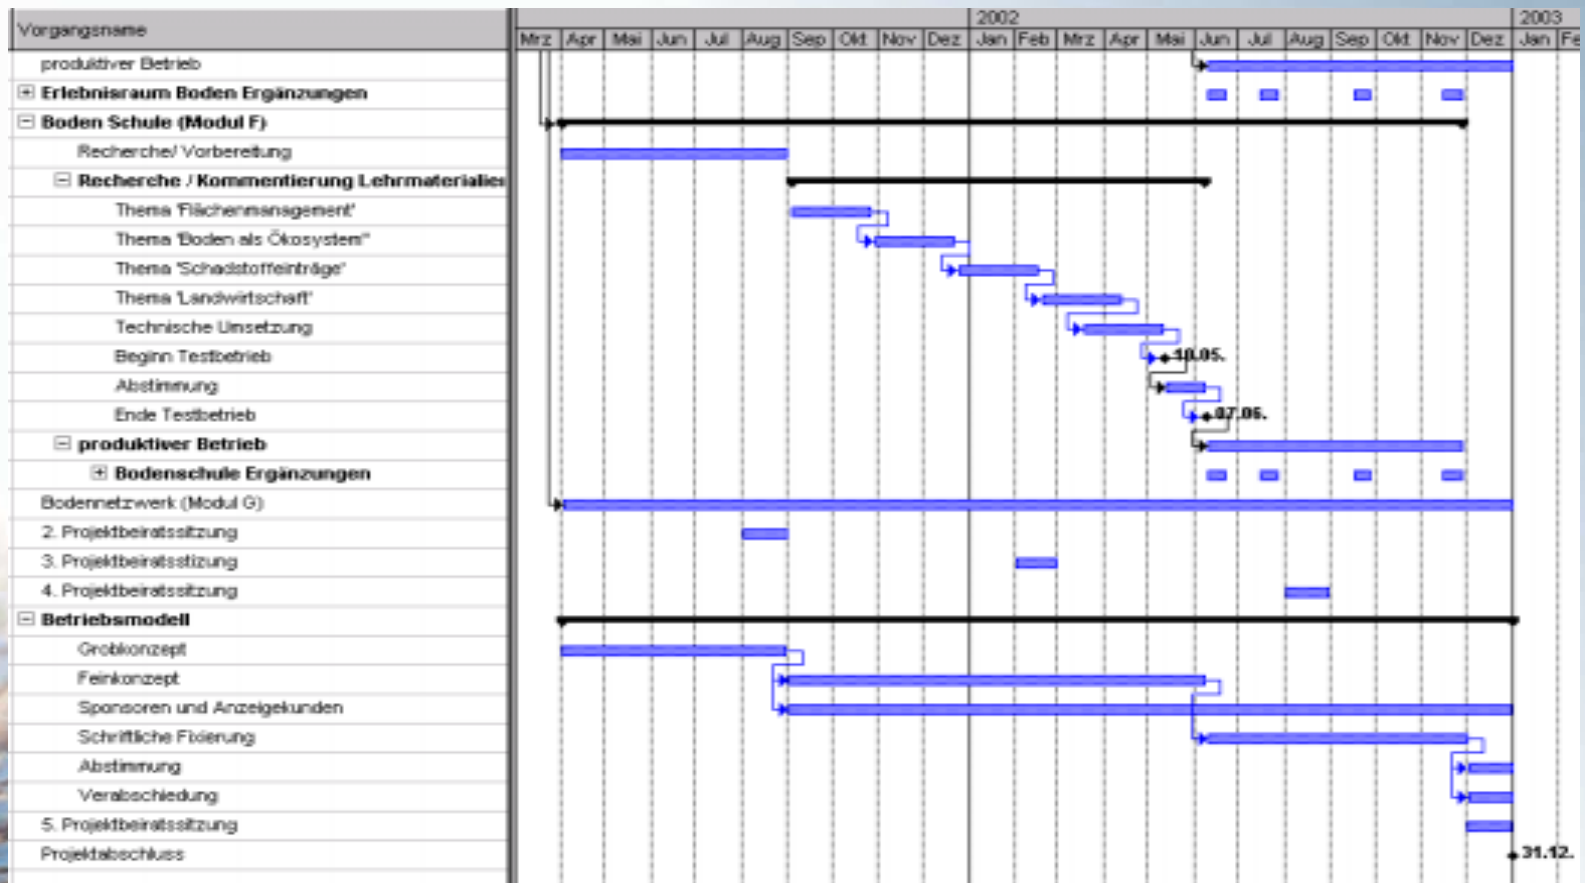 Vorgangsname
2002
2003
Mrz Apr Mai Jun Jul Aug Sep Okt Nov Dez Jan Feb Mrz Apr Mai Jun Jul Aug Sep Okt Nov Dez Jan Fe
produktiver Betrieb
Erlebnisraum Boden Ergänzungen
Boden Schule (Modul F)
Recherche/ Vorbereitung
Recherche / Kommentierung Lehrmaterialien
Thema 'Flächenmanagement'
Thema 'Boden als Ökosystem"
Thema 'Schadstoffeinträge'
Thema 'Landwirtschaft'
Technische Umsetzung
Beginn Testbetrieb
10.05.
Abstimmung
Ende Testbetrieb
07.06.
produktiver Betrieb
Bodenschule Ergänzungen
Bodennetzwerk (Modul G)
2. Projektbeiratssitzung
3. Projektbeiratsstizung
4. Projektbeiratssitzung
Betriebsmodell
Grobkonzept
Feinkonzept
Sponsoren und Anzeigekunden
Schriftliche Fixierung
Abstimmung
Verabschiedung
5. Projektbeiratssitzung
Projektabschluss
31.12.